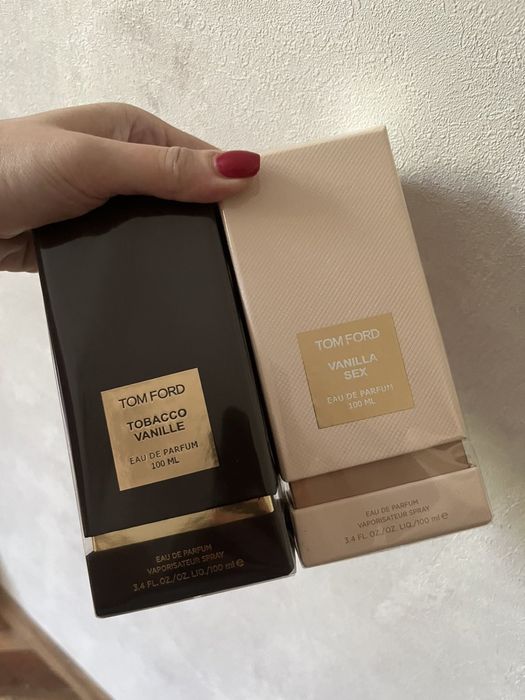 TOM FORD
TOBACCO
VANILLE
EAU DE PARFUM
100 ML
EAU DE PARFUM
VAPORISATEUR SPRAY
3.4 FL.OZ./OZ. LIQ./100 ml ℮
TOM FORD
VANILLA
SEX
EAU DE PARFUM
100 ML
EAU DE PARFUM
VAPORISATEUR SPRAY
3.4 FL.OZ./OZ. LIQ./100 ml ℮